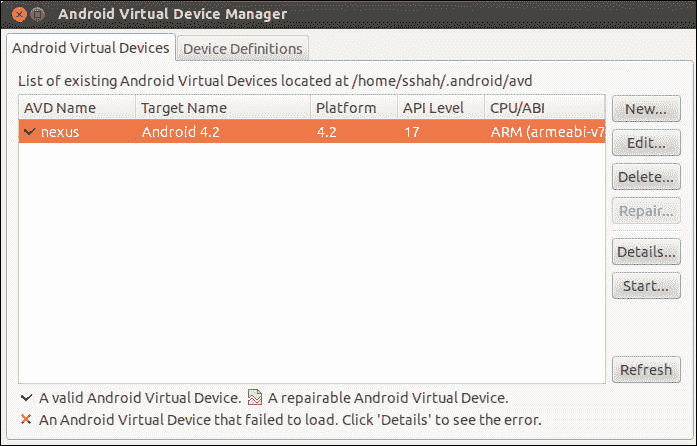 Android Virtual Device Manager
Android Virtual Devices Device Definitions
List of existing Android Virtual Devices located at /home/sshah/.android/avd
AVD Name Target Name Platform API Level CPU/ABI
nexus Android 4.2 4.2 17 ARM (armeabi-v7
New...
Edit...
Delete...
Repair...
Details...
Start...
Refresh
A valid Android Virtual Device. A repairable Android Virtual Device.
An Android Virtual Device that failed to load. Click 'Details' to see the error.